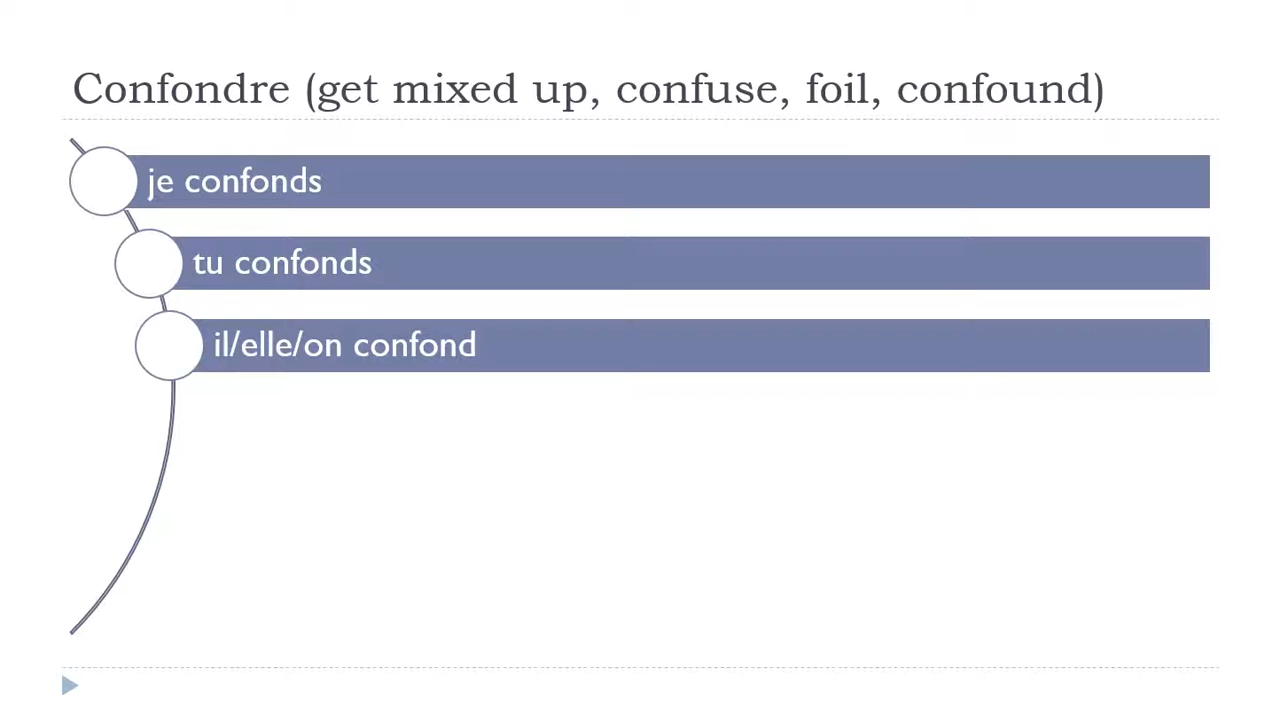 Confondre (get mixed up, confuse, foil, confound)
je confonds
tu confonds
il/elle/on confond